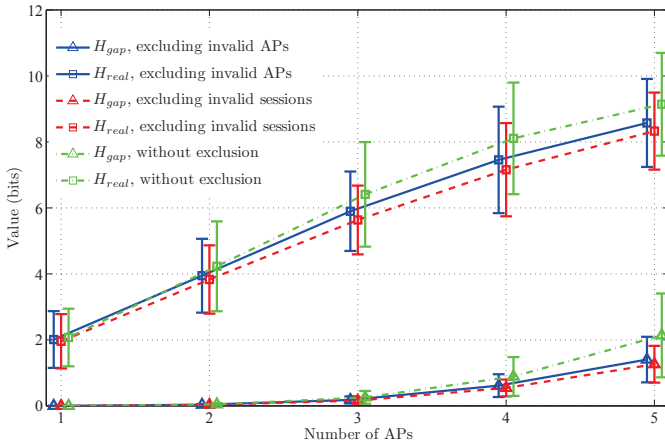 12
10
8
6
4
2
0
Value (bits)
H_gap, excluding invalid APs
H_real, excluding invalid APs
H_gap, excluding invalid sessions
H_real, excluding invalid sessions
H_gap, without exclusion
H_real, without exclusion
1 2 3 4 5
Number of APs